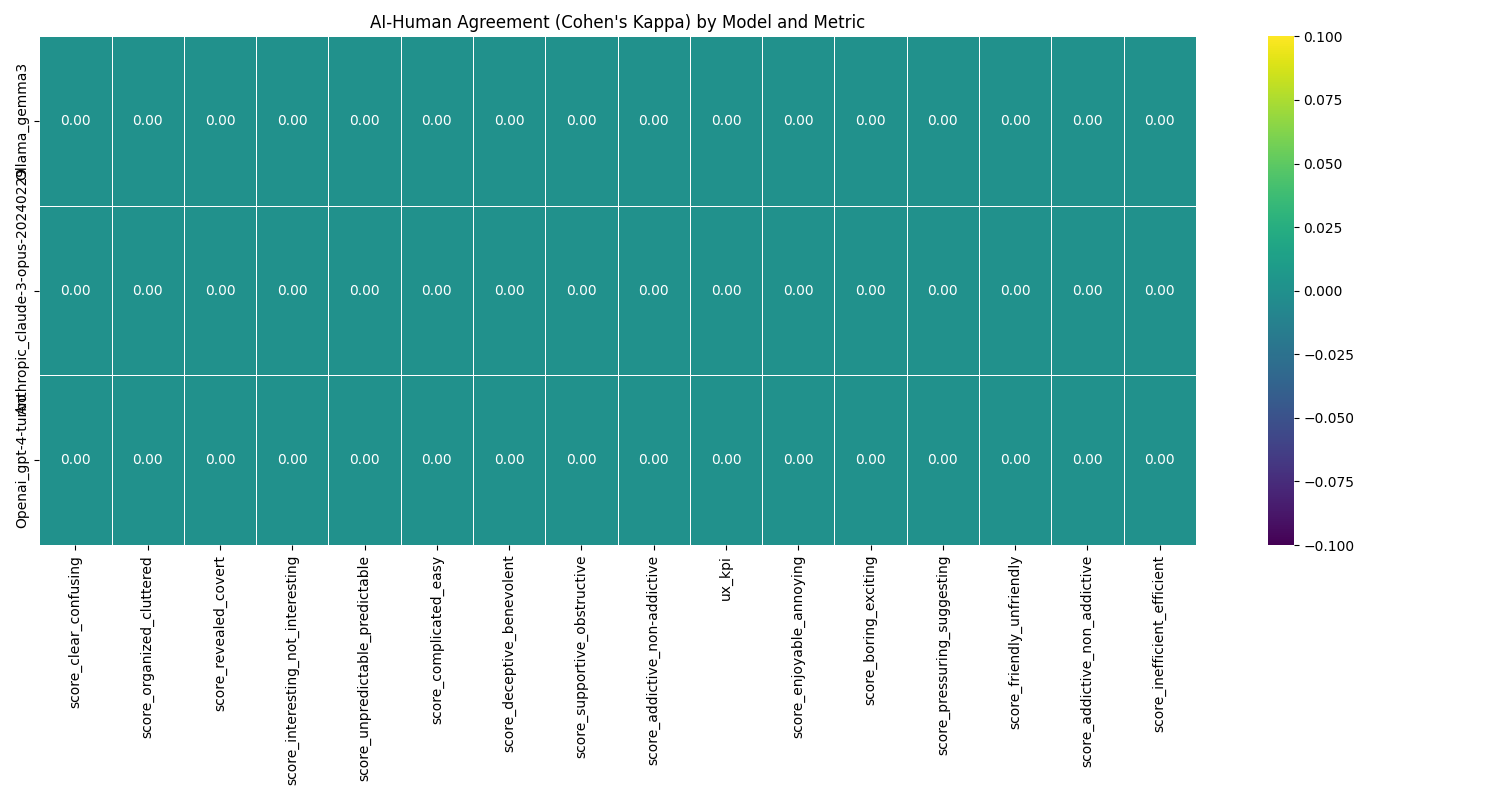 AI-Human Agreement (Cohen's Kappa) by Model and Metric
Ollama_gemma3
0.00 0.00 0.00 0.00 0.00 0.00 0.00 0.00 0.00 0.00 0.00 0.00 0.00 0.00 0.00 0.00
Anthropic_claude-3-opus-20240229
0.00 0.00 0.00 0.00 0.00 0.00 0.00 0.00 0.00 0.00 0.00 0.00 0.00 0.00 0.00 0.00
Openai_gpt-4-turbo
0.00 0.00 0.00 0.00 0.00 0.00 0.00 0.00 0.00 0.00 0.00 0.00 0.00 0.00 0.00 0.00
score_clear_confusing
score_organized_cluttered
score_revealed_covert
score_interesting_not_interesting
score_unpredictable_predictable
score_complicated_easy
score_deceptive_benevolent
score_supportive_obstructive
score_addictive_non-addictive
ux_kpi
score_enjoyable_annoying
score_boring_exciting
score_pressuring_suggesting
score_friendly_unfriendly
score_addictive_non_addictive
score_inefficient_efficient
0.100
0.075
0.050
0.025
0.000
−0.025
−0.050
−0.075
−0.100